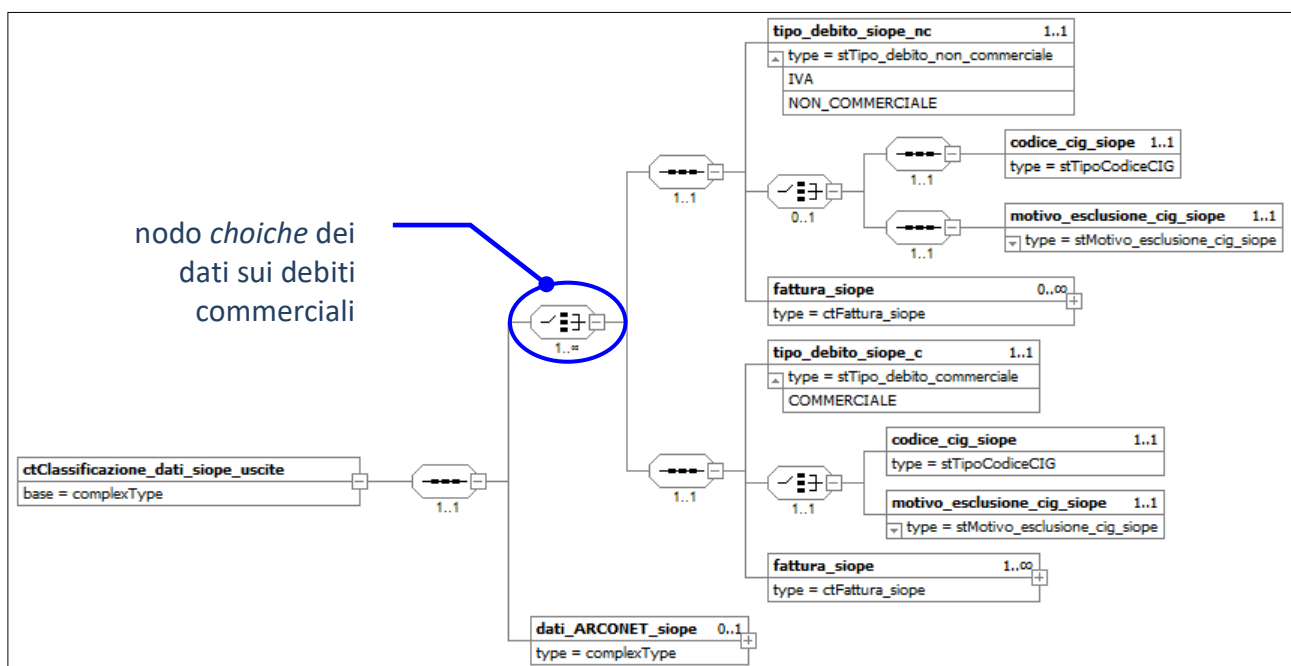 tipo_debito_siope_nc 1..1
type = stTipo_debito_non_commerciale
IVA
NON_COMMERCIALE
1..1
codice_cig_siope 1..1
type = stTipoCodiceCIG
1..1
0..1
motivo_esclusione_cig_siope 1..1
type = stMotivo_esclusione_cig_siope
1..1
fattura_siope 0..∞
type = ctFattura_siope
nodo choiche dei
dati sui debiti
commerciali
1..∞
tipo_debito_siope_c 1..1
type = stTipo_debito_commerciale
COMMERCIALE
1..1
codice_cig_siope 1..1
type = stTipoCodiceCIG
1..1
motivo_esclusione_cig_siope 1..1
type = stMotivo_esclusione_cig_siope
fattura_siope 1..∞
type = ctFattura_siope
ctClassificazione_dati_siope_uscite
base = complexType
1..1
dati_ARCONET_siope 0..1
type = complexType